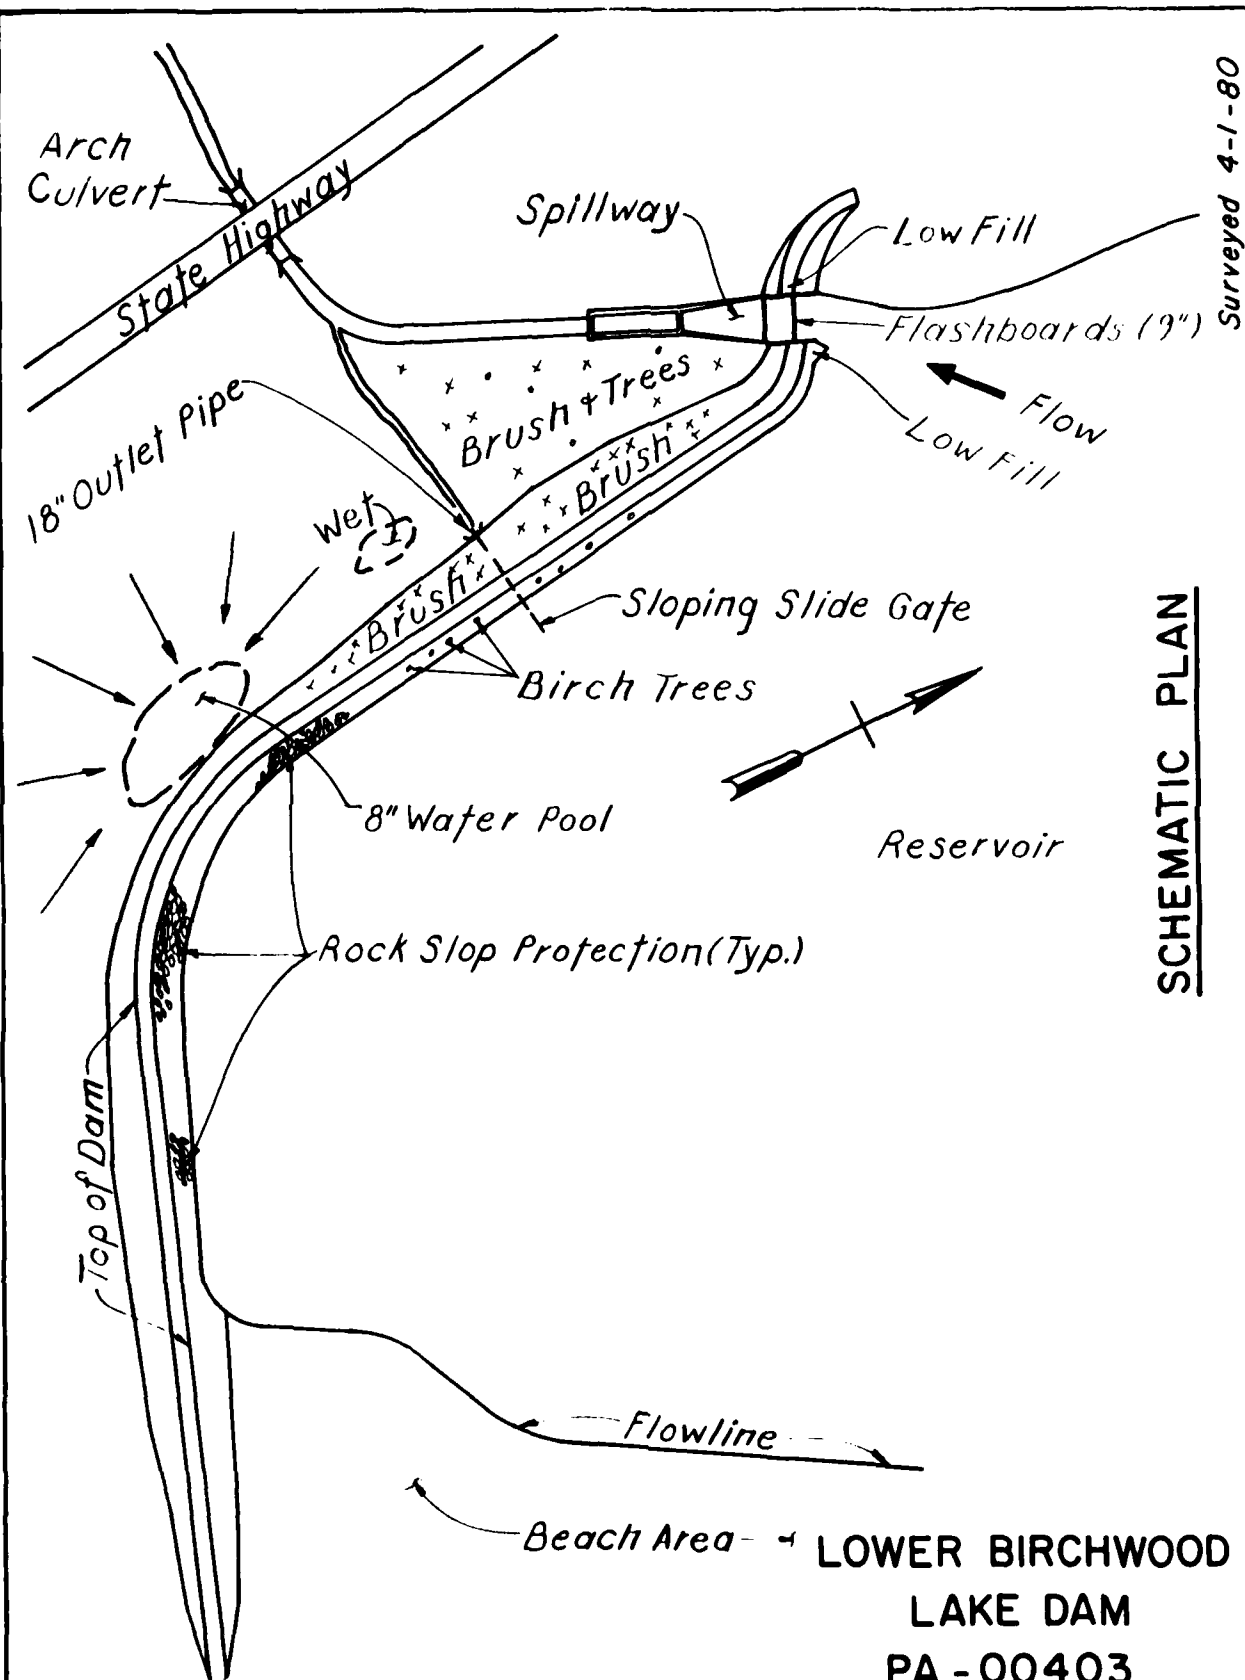 Surveyed 4-1-80
Arch
Culvert
State Highway
Spillway
Low Fill
Flashboards (9")
Flow
Low Fill
Brush & Trees
18" Outlet Pipe
Brush
Wet
Brush
Sloping Slide Gate
Birch Trees
8" Water Pool
Reservoir
SCHEMATIC PLAN
Rock Slop Protection (Typ.)
Top of Dam
Flowline
Beach Area
LOWER BIRCHWOOD
LAKE DAM
PA - 00403